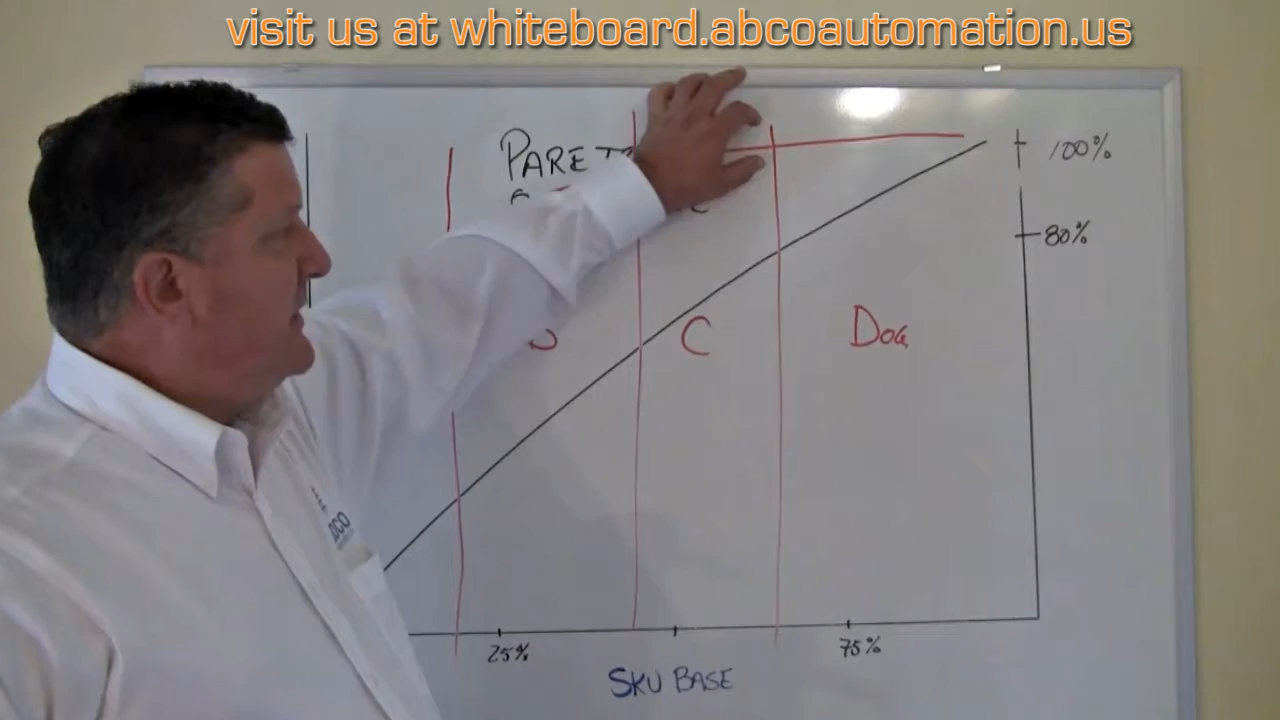 visit us at whiteboard.abcoautomation.us
100%
80%
C
Dog
25%
75%
SKU BASE